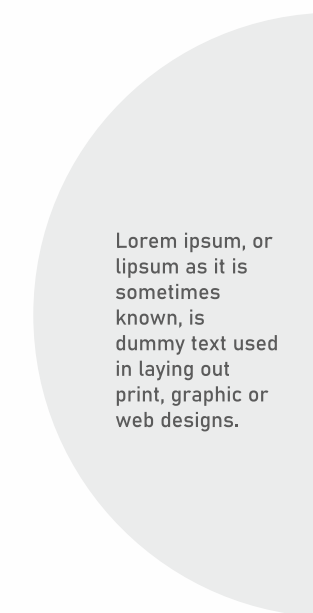 Lorem ipsum, or
lipsum as it is
sometimes
known, is
dummy text used
in laying out
print, graphic or
web designs.